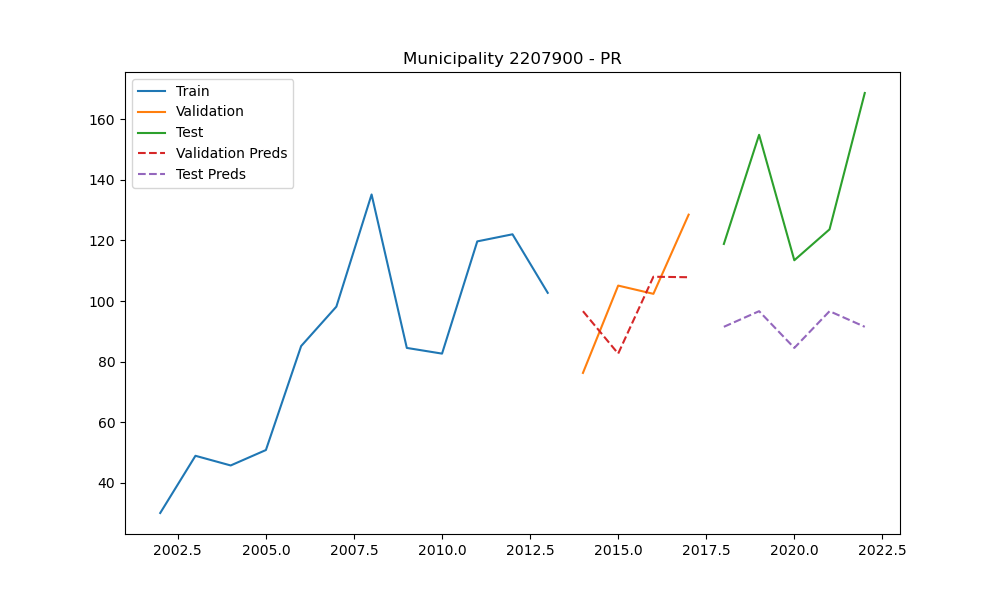 Municipality 2207900 - PR
Train
Validation
Test
Validation Preds
Test Preds
160
140
120
100
80
60
40
2002.5 2005.0 2007.5 2010.0 2012.5 2015.0 2017.5 2020.0 2022.5